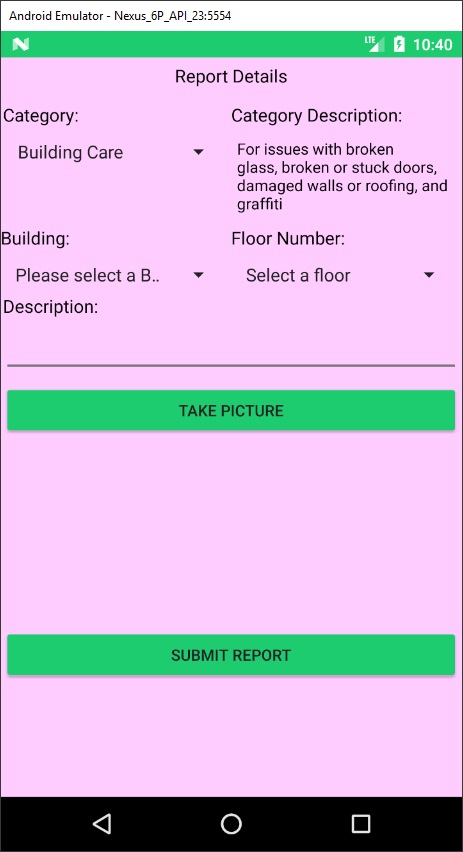 Android Emulator - Nexus_6P_API_23:5554
LTE 10:40
Report Details
Category:
Category Description:
Building Care
For issues with broken
glass, broken or stuck doors,
damaged walls or roofing, and
graffiti
Building:
Floor Number:
Please select a B..
Select a floor
Description:
TAKE PICTURE
SUBMIT REPORT